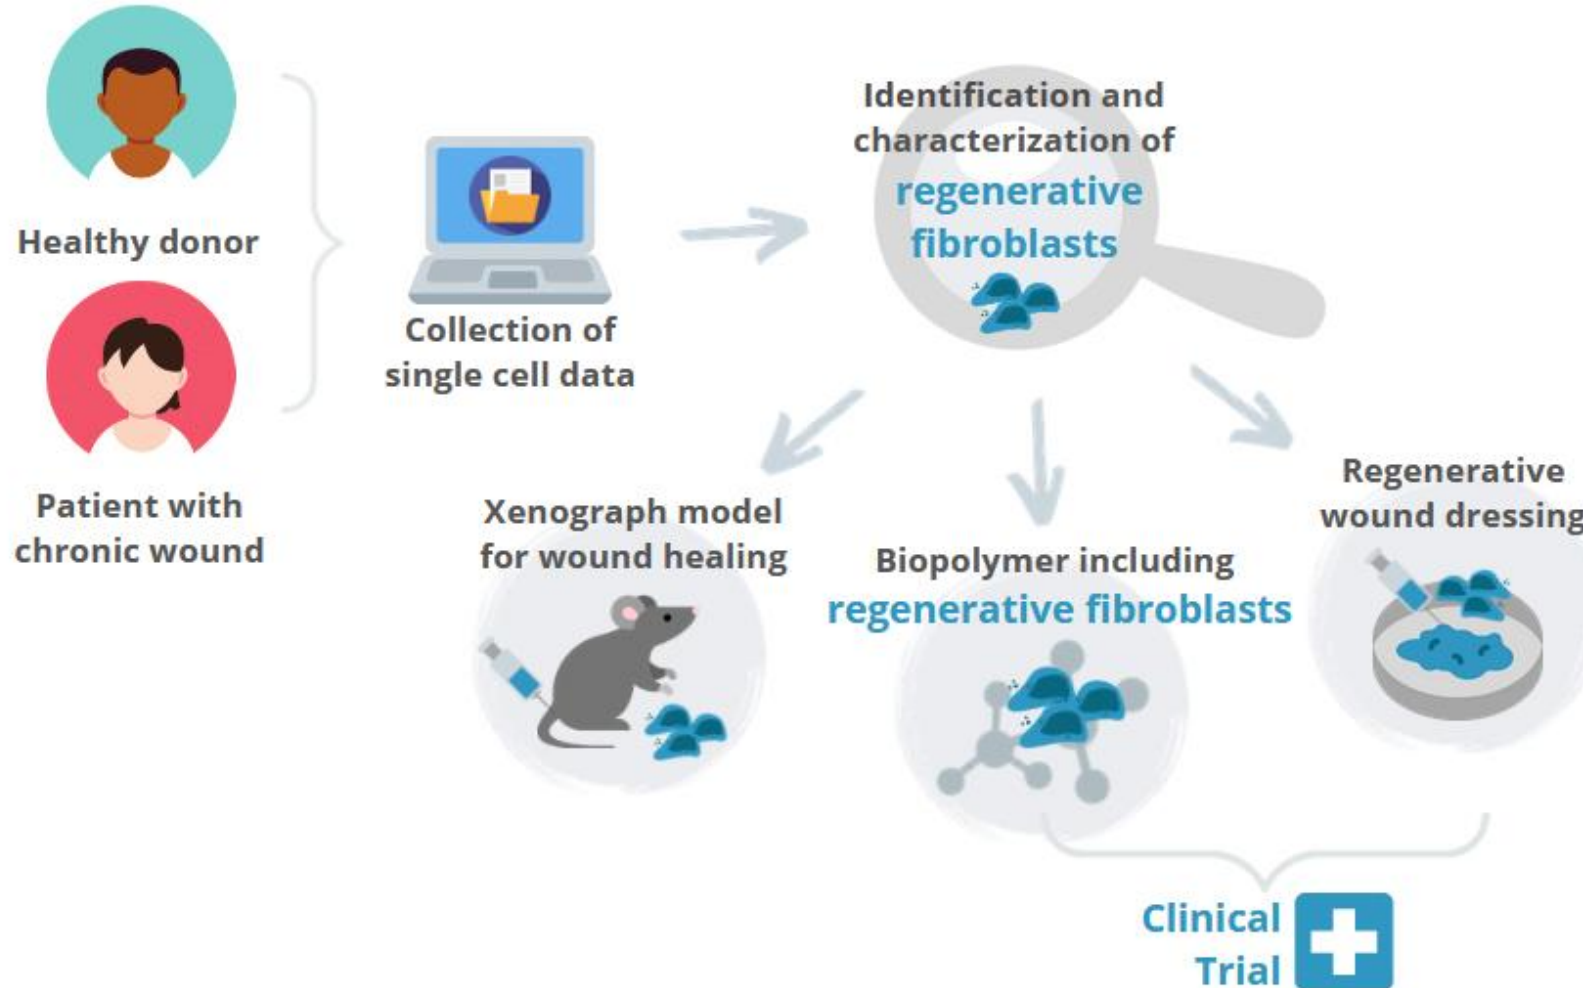 Healthy donor
Patient with
chronic wound
Collection of
single cell data
Identification and
characterization of
regenerative
fibroblasts
Xenograph model
for wound healing
Biopolymer including
regenerative fibroblasts
Regenerative
wound dressing
Clinical
Trial